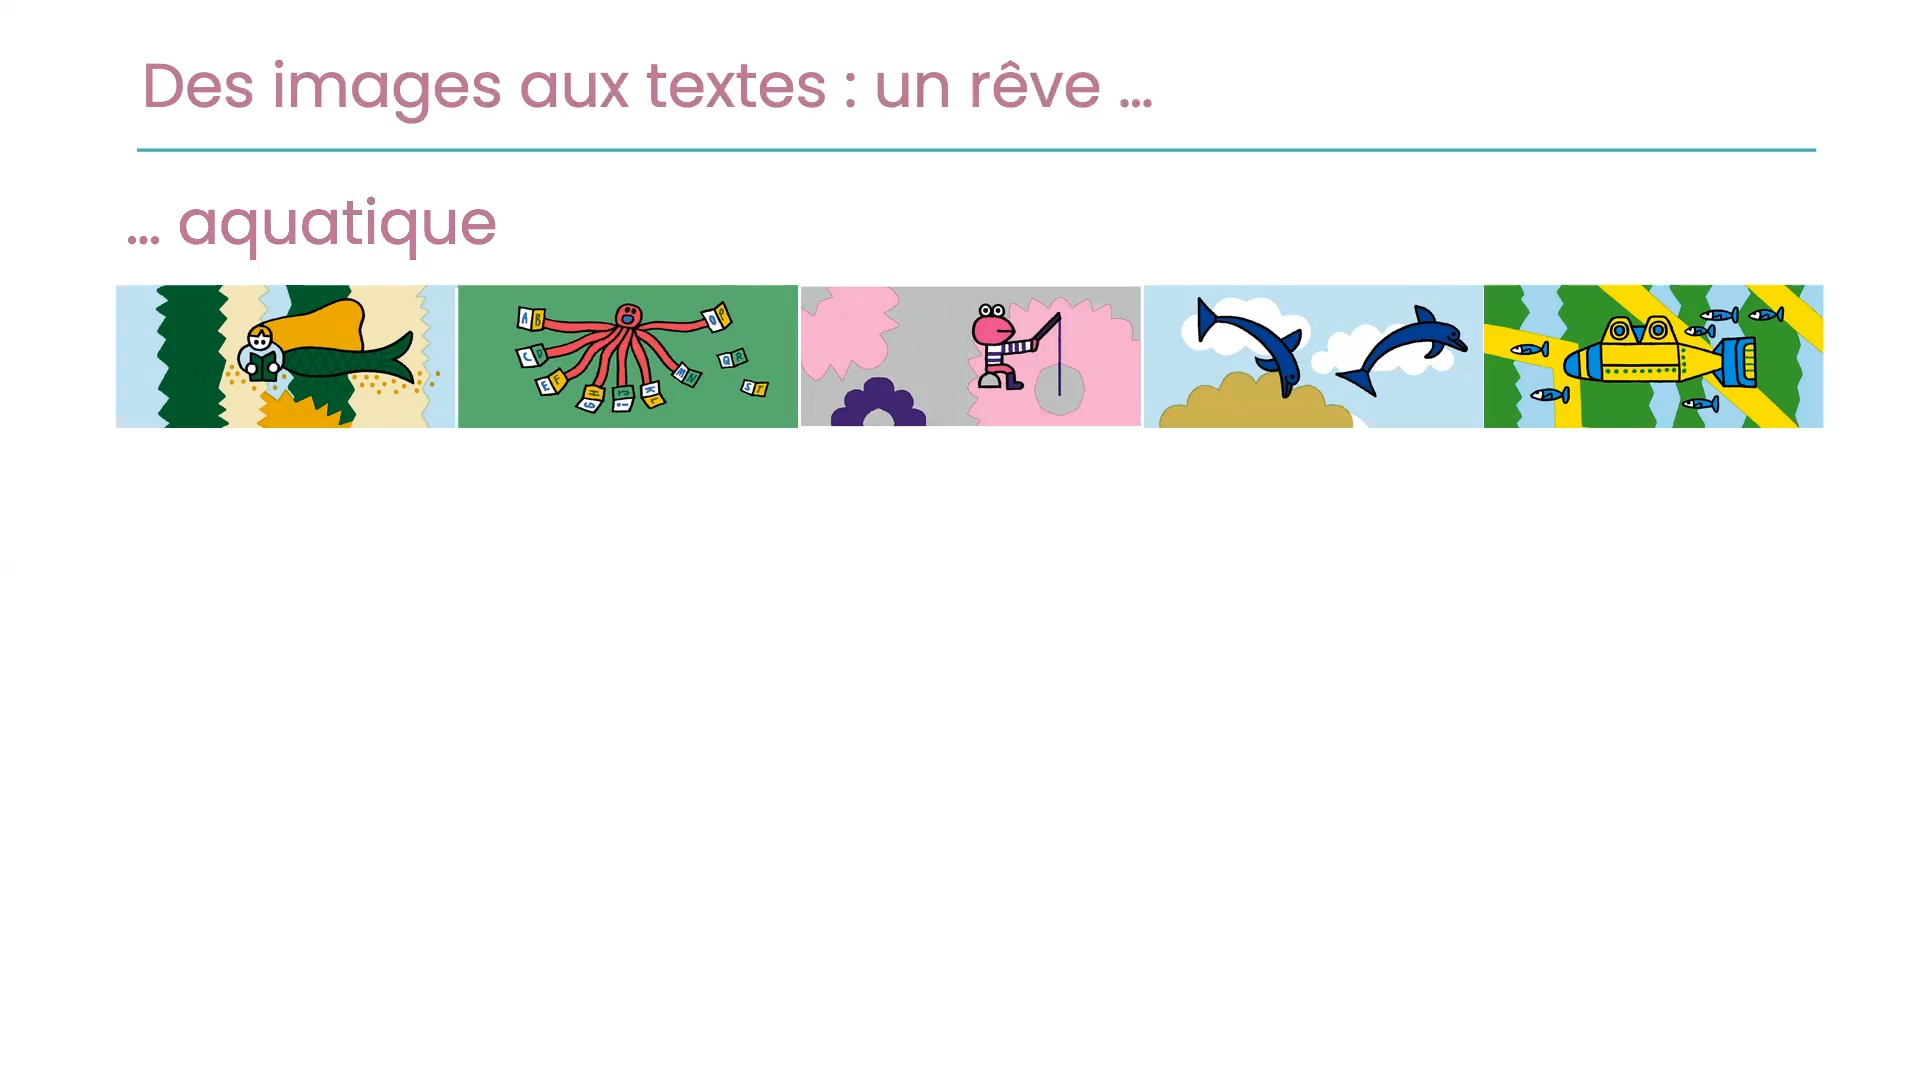 Des images aux textes : un rêve ...
... aquatique
A B
O P
C D
Q R
E F
M N
S T
G H
I J
K L